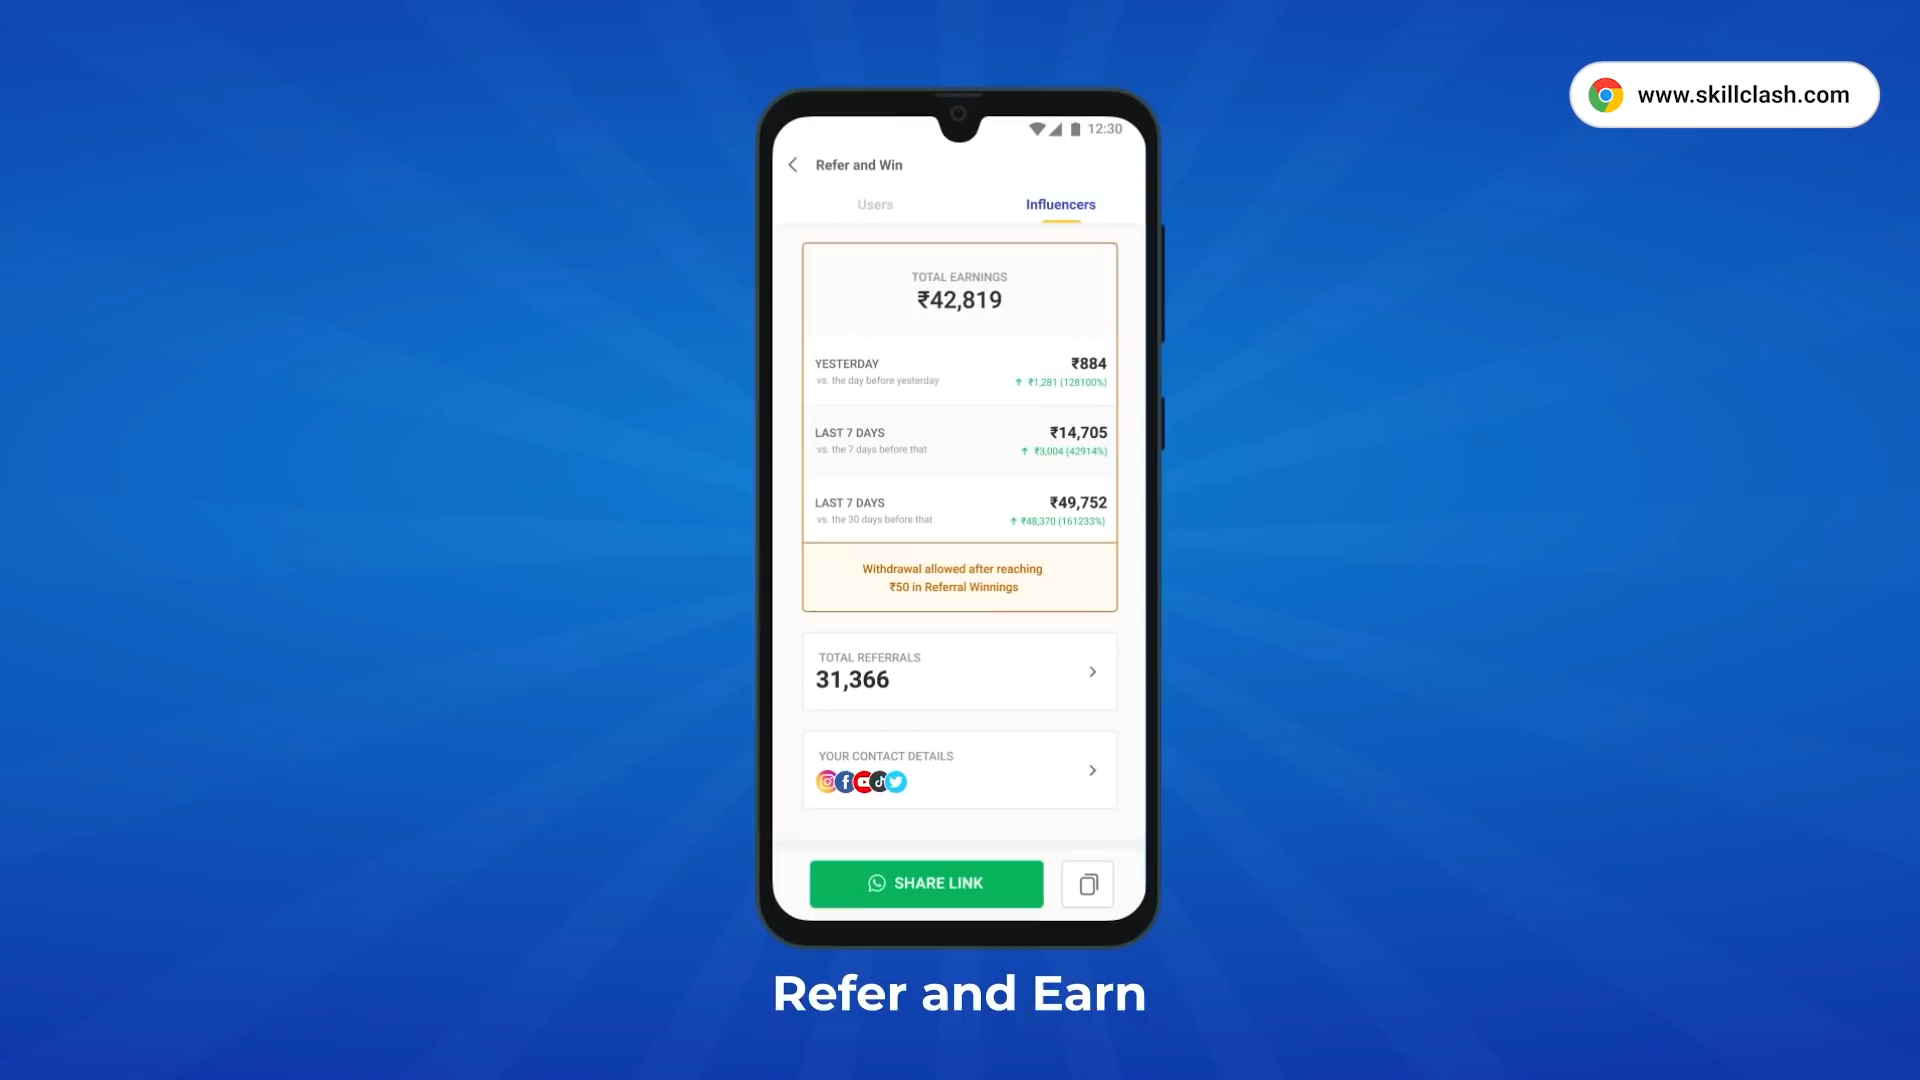 www.skillclash.com
12:30
Refer and Win
Users
Influencers
TOTAL EARNINGS
₹42,819
YESTERDAY
₹884
vs. the day before yesterday
₹1,281 (128100%)
LAST 7 DAYS
₹14,705
vs. the 7 days before that
₹3,004 (42914%)
LAST 7 DAYS
₹49,752
vs. the 30 days before that
₹48,370 (161233%)
Withdrawal allowed after reaching
₹50 in Referral Winnings
TOTAL REFERRALS
31,366
YOUR CONTACT DETAILS
SHARE LINK
Refer and Earn